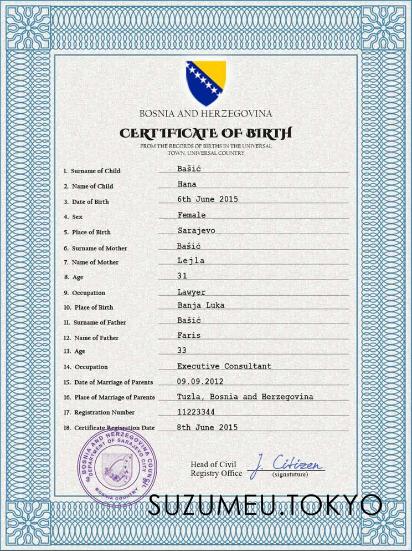 BOSNIA AND HERZEGOVINA
CERTIFICATE OF BIRTH
FROM THE RECORDS OF BIRTHS IN THE UNIVERSAL
TOWN, UNIVERSAL COUNTRY
1. Surname of Child Bašić
2. Name of Child Hana
3. Date of Birth 6th June 2015
4. Sex Female
5. Place of Birth Sarajevo
6. Surname of Mother Bašić
7. Name of Mother Lejla
8. Age 31
9. Occupation Lawyer
10. Place of Birth Banja Luka
11. Surname of Father Bašić
12. Name of Father Faris
13. Age 33
14. Occupation Executive Consultant
15. Date of Marriage of Parents 09.09.2012
16. Place of Marriage of Parents Tuzla, Bosnia and Herzegovina
17. Registration Number 11223344
18. Certificate Registration Date 8th June 2015
BOSNIA AND HERZEGOVINA
DEPARTMENT OF SARAJEVO CITY
BOSNIA COUNTRY
Head of Civil
Registry Office J. Citizen
(signature)
SUZUMEU.TOKYO